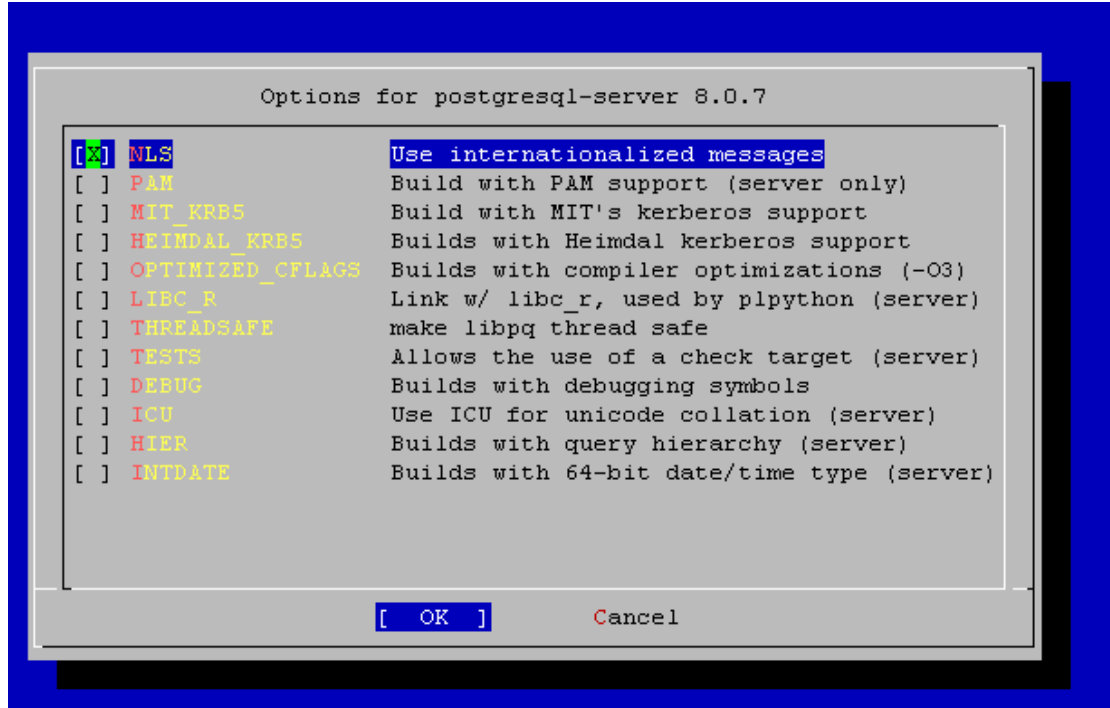 Options for postgresql-server 8.0.7
[X] NLS Use internationalized messages
[ ] PAM Build with PAM support (server only)
[ ] MIT_KRB5 Build with MIT's kerberos support
[ ] HEIMDAL_KRB5 Builds with Heimdal kerberos support
[ ] OPTIMIZED_CFLAGS Builds with compiler optimizations (-O3)
[ ] LIBC_R Link w/ libc_r, used by plpython (server)
[ ] THREADSAFE make libpq thread safe
[ ] TESTS Allows the use of a check target (server)
[ ] DEBUG Builds with debugging symbols
[ ] ICU Use ICU for unicode collation (server)
[ ] HIER Builds with query hierarchy (server)
[ ] INTDATE Builds with 64-bit date/time type (server)
[ OK ] Cancel